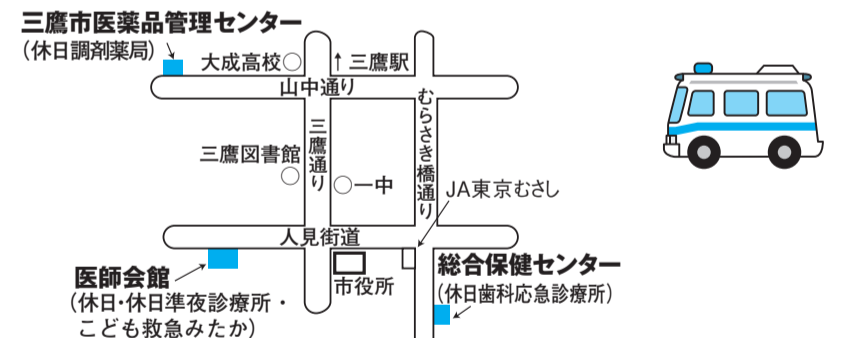 三鷹市医薬品管理センター
（休日調剤薬局）
大成高校
↑三鷹駅
山中通り
むらさき橋通り
三鷹通り
三鷹図書館
一中
JA東京むさし
人見街道
医師会館
（休日・休日準夜診療所・
こども救急みたか）
市役所
総合保健センター
（休日歯科応急診療所）